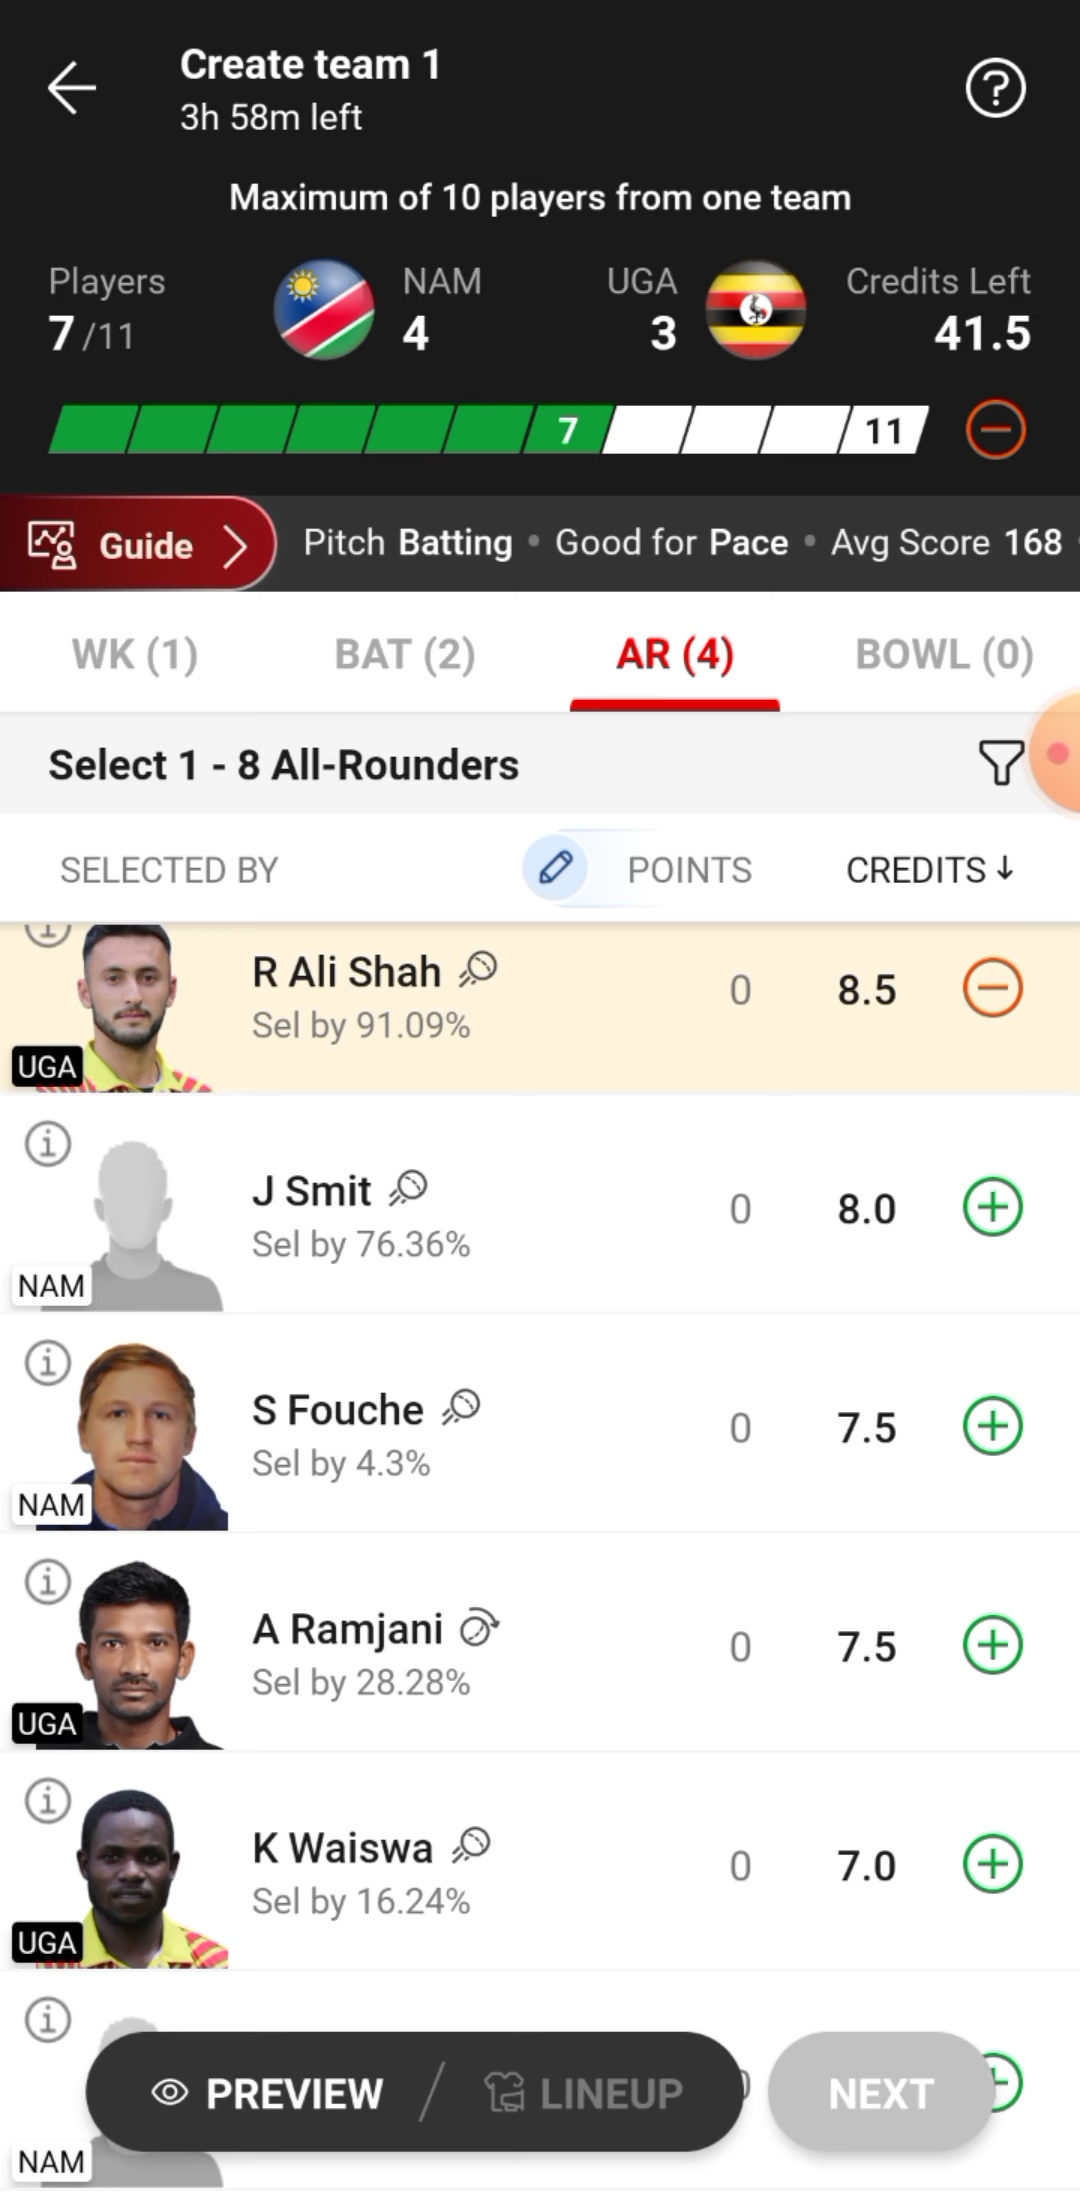 Create team 1
3h 58m left
Maximum of 10 players from one team
Players NAM UGA Credits Left
7 /11 4 3 41.5
7 11
Guide Pitch Batting • Good for Pace • Avg Score 168
WK (1) BAT (2) AR (4) BOWL (0)
Select 1 - 8 All-Rounders
SELECTED BY POINTS CREDITS ↓
R Ali Shah 0 8.5
Sel by 91.09%
UGA
J Smit 0 8.0
Sel by 76.36%
NAM
S Fouche 0 7.5
Sel by 4.3%
NAM
A Ramjani 0 7.5
Sel by 28.28%
UGA
K Waiswa 0 7.0
Sel by 16.24%
UGA
PREVIEW / LINEUP NEXT
NAM